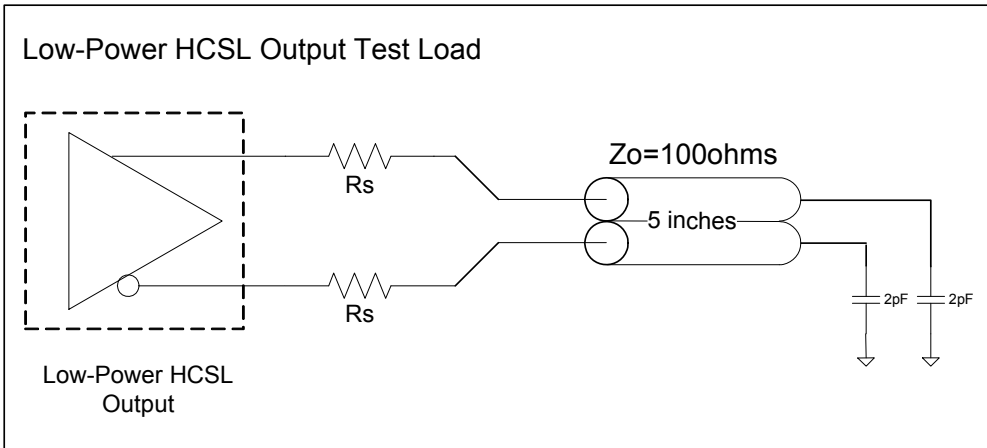 Low-Power HCSL Output Test Load
Rs
Zo=100ohms
5 inches
Rs
2pF
2pF
Low-Power HCSL
Output